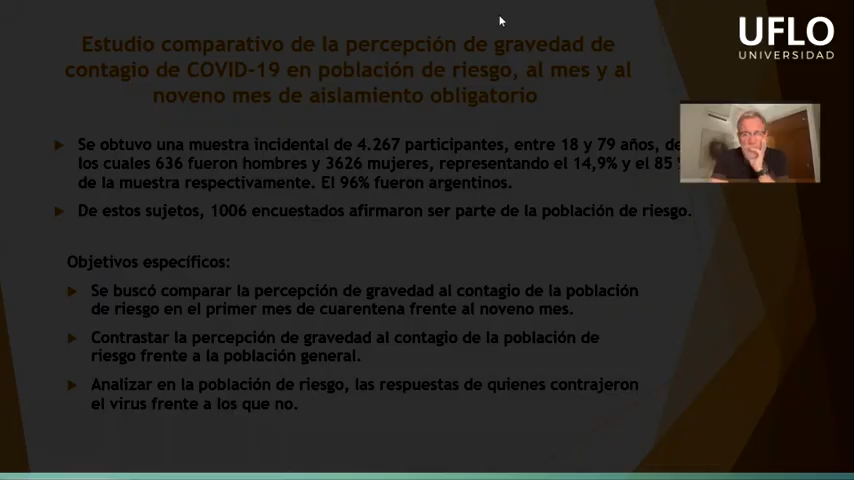 UFLO
UNIVERSIDAD
Estudio comparativo de la percepción de gravedad de
contagio de COVID-19 en población de riesgo, al mes y al
noveno mes de aislamiento obligatorio
Se obtuvo una muestra incidental de 4.267 participantes, entre 18 y 79 años, de
los cuales 636 fueron hombres y 3626 mujeres, representando el 14,9% y el 85 %
de la muestra respectivamente. El 96% fueron argentinos.
De estos sujetos, 1006 encuestados afirmaron ser parte de la población de riesgo.
Objetivos específicos:
Se buscó comparar la percepción de gravedad al contagio de la población
de riesgo en el primer mes de cuarentena frente al noveno mes.
Contrastar la percepción de gravedad al contagio de la población de
riesgo frente a la población general.
Analizar en la población de riesgo, las respuestas de quienes contrajeron
el virus frente a los que no.